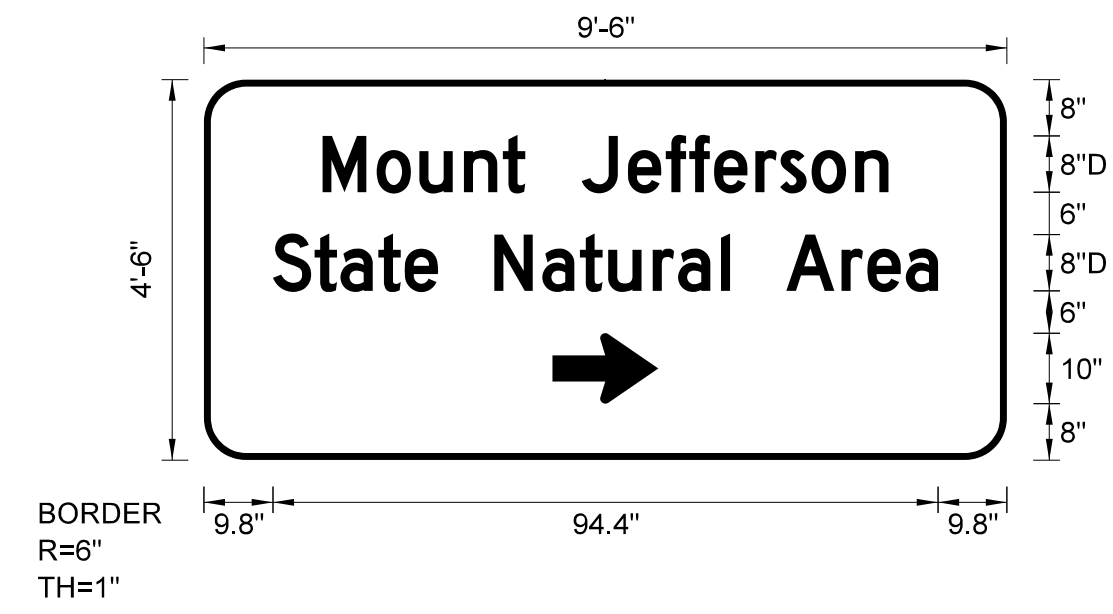 9'-6"
4'-6"
Mount Jefferson
State Natural Area
8"
8"D
6"
8"D
6"
10"
8"
9.8"
94.4"
9.8"
BORDER
R=6"
TH=1"